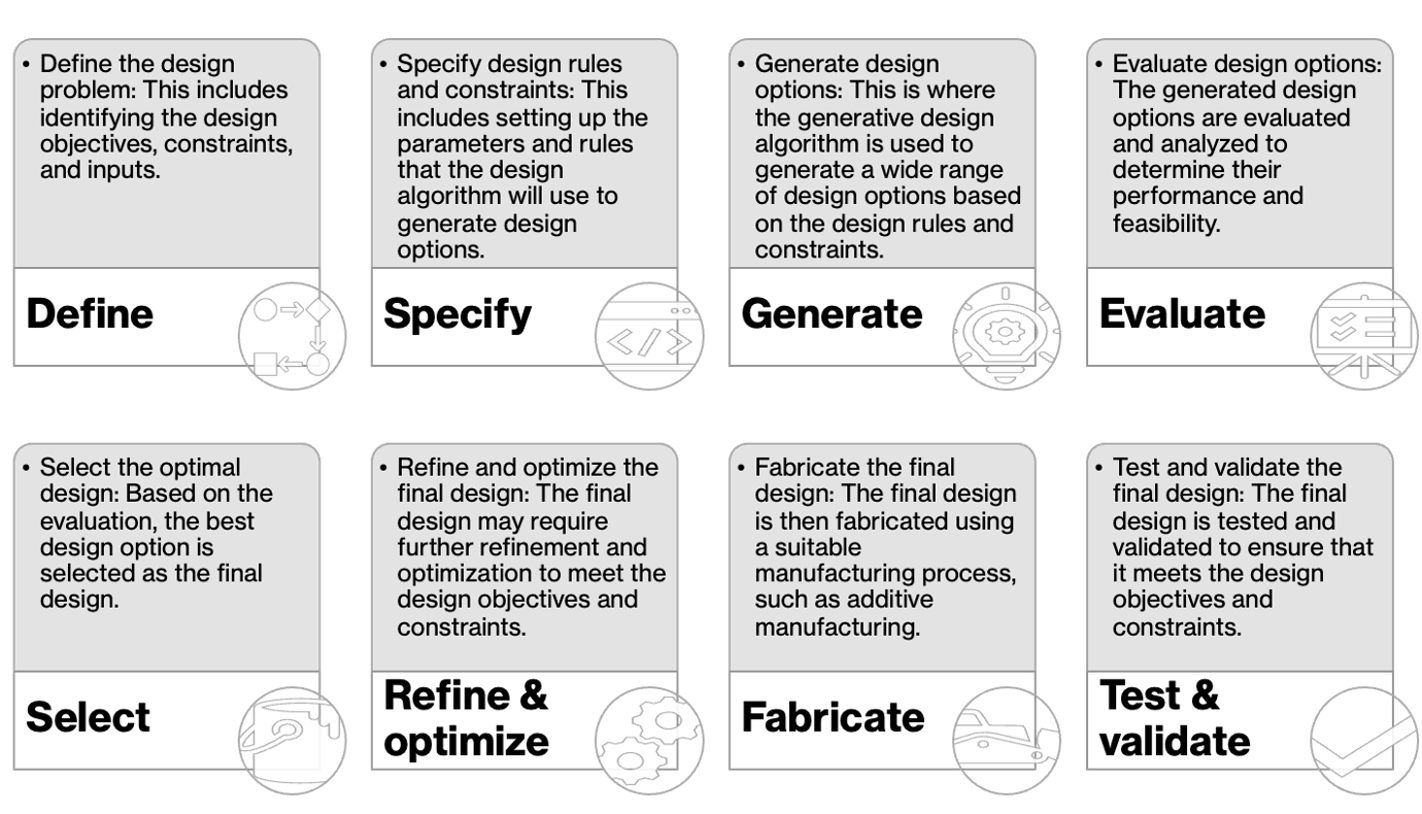 • Define the design
problem: This includes
identifying the design
objectives, constraints,
and inputs.
Define
• Specify design rules
and constraints: This
includes setting up the
parameters and rules
that the design
algorithm will use to
generate design
options.
Specify
• Generate design
options: This is where
the generative design
algorithm is used to
generate a wide range
of design options based
on the design rules and
constraints.
Generate
• Evaluate design options:
The generated design
options are evaluated
and analyzed to
determine their
performance and
feasibility.
Evaluate
• Select the optimal
design: Based on the
evaluation, the best
design option is
selected as the final
design.
Select
• Refine and optimize the
final design: The final
design may require
further refinement and
optimization to meet the
design objectives and
constraints.
Refine &
optimize
• Fabricate the final
design: The final design
is then fabricated using
a suitable
manufacturing process,
such as additive
manufacturing.
Fabricate
• Test and validate the
final design: The final
design is tested and
validated to ensure that
it meets the design
objectives and
constraints.
Test &
validate